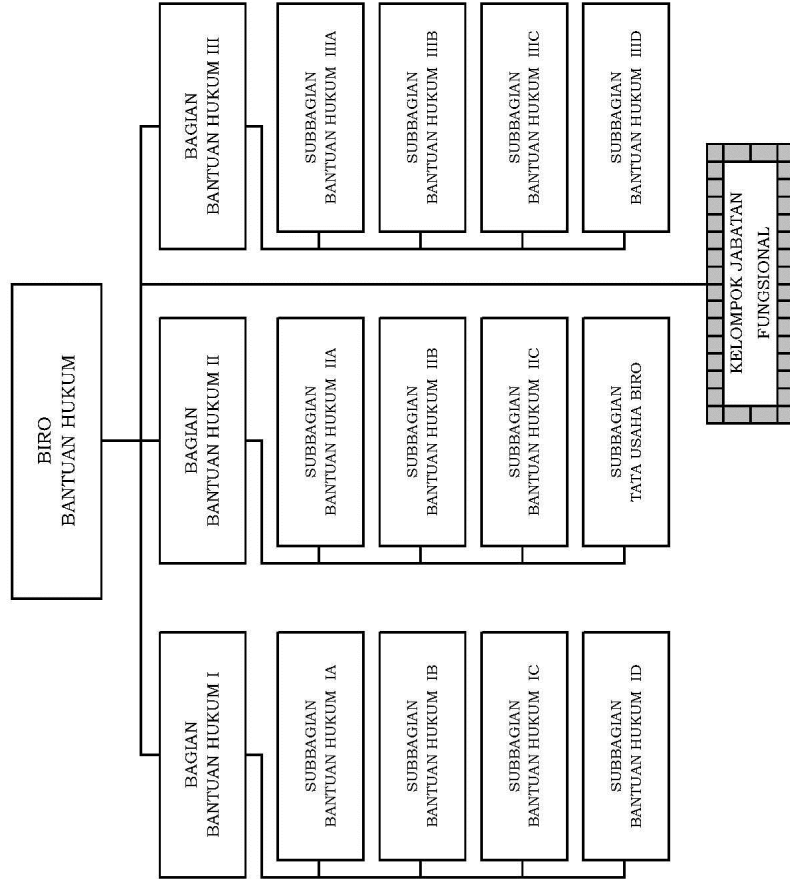 BIRO
BANTUAN HUKUM
BAGIAN
BANTUAN HUKUM I
BAGIAN
BANTUAN HUKUM II
BAGIAN
BANTUAN HUKUM III
SUBBAGIAN
BANTUAN HUKUM IA
SUBBAGIAN
BANTUAN HUKUM IIA
SUBBAGIAN
BANTUAN HUKUM IIIA
SUBBAGIAN
BANTUAN HUKUM IB
SUBBAGIAN
BANTUAN HUKUM IIB
SUBBAGIAN
BANTUAN HUKUM IIIB
SUBBAGIAN
BANTUAN HUKUM IC
SUBBAGIAN
BANTUAN HUKUM IIC
SUBBAGIAN
BANTUAN HUKUM IIIC
SUBBAGIAN
BANTUAN HUKUM ID
SUBBAGIAN
TATA USAHA BIRO
SUBBAGIAN
BANTUAN HUKUM IIID
KELOMPOK JABATAN
FUNGSIONAL